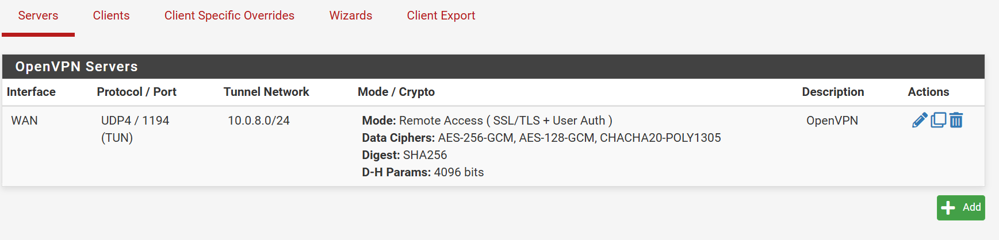 Servers Clients Client Specific Overrides Wizards Client Export
OpenVPN Servers
Interface Protocol / Port Tunnel Network Mode / Crypto Description Actions
WAN UDP4 / 1194 10.0.8.0/24 Mode: Remote Access ( SSL/TLS + User Auth ) OpenVPN
(TUN) Data Ciphers: AES-256-GCM, AES-128-GCM, CHACHA20-POLY1305
Digest: SHA256
D-H Params: 4096 bits
Add